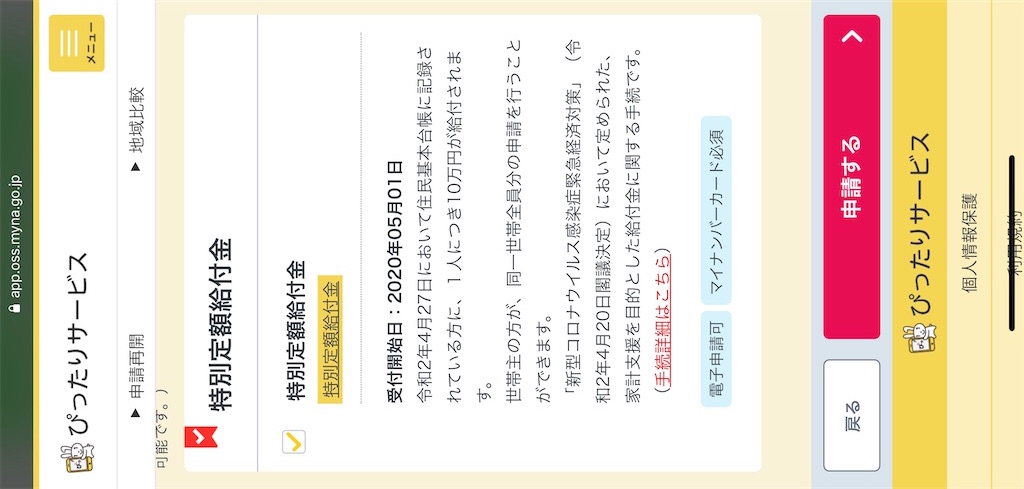 app.oss.myna.go.jp
ぴったりサービス
メニュー
▶ 申請再開
▶ 地域比較
可能です。）
特別定額給付金
特別定額給付金
特別定額給付金
受付開始日：2020年05月01日
令和2年4月27日において住民基本台帳に記録さ
れている方に、１人につき10万円が給付されま
す。
世帯主の方が、同一世帯全員分の申請を行うこと
ができます。
「新型コロナウイルス感染症緊急経済対策」（令
和2年4月20日閣議決定）において定められた、
家計支援を目的とした給付金に関する手続です。
（手続詳細はこちら）
電子申請可
マイナンバーカード必須
戻る
申請する
ぴったりサービス
個人情報保護
利用規約